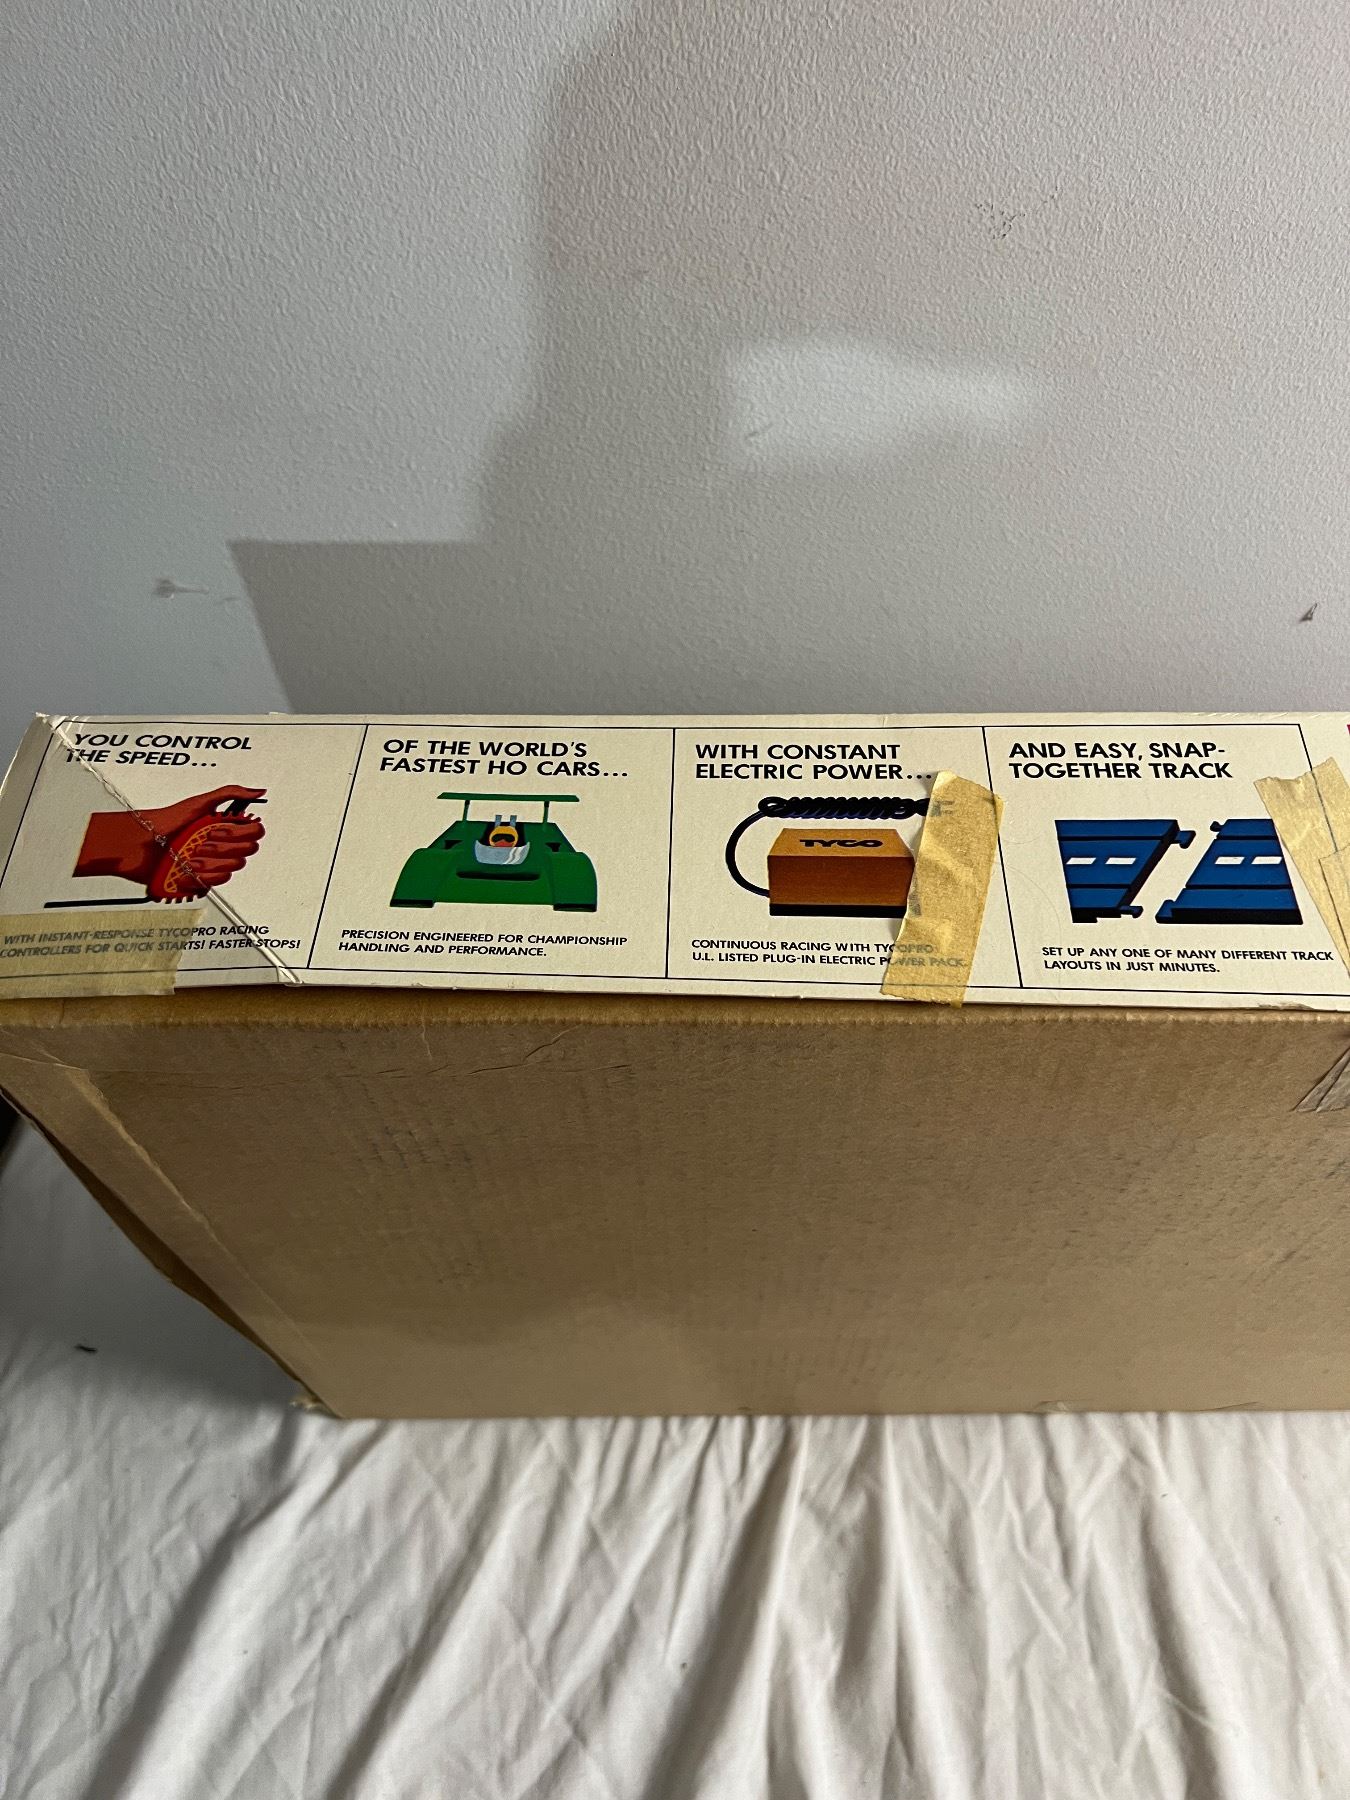 YOU CONTROL
THE SPEED...
WITH INSTANT-RESPONSE TYCOPRO RACING
CONTROLLERS FOR QUICK STARTS! FASTER STOPS!
OF THE WORLD'S
FASTEST HO CARS...
PRECISION ENGINEERED FOR CHAMPIONSHIP
HANDLING AND PERFORMANCE.
WITH CONSTANT
ELECTRIC POWER...
TYCO
CONTINUOUS RACING WITH TYCOPRO
U.L. LISTED PLUG-IN ELECTRIC POWER PACK.
AND EASY, SNAP-
TOGETHER TRACK
SET UP ANY ONE OF MANY DIFFERENT TRACK
LAYOUTS IN JUST MINUTES.